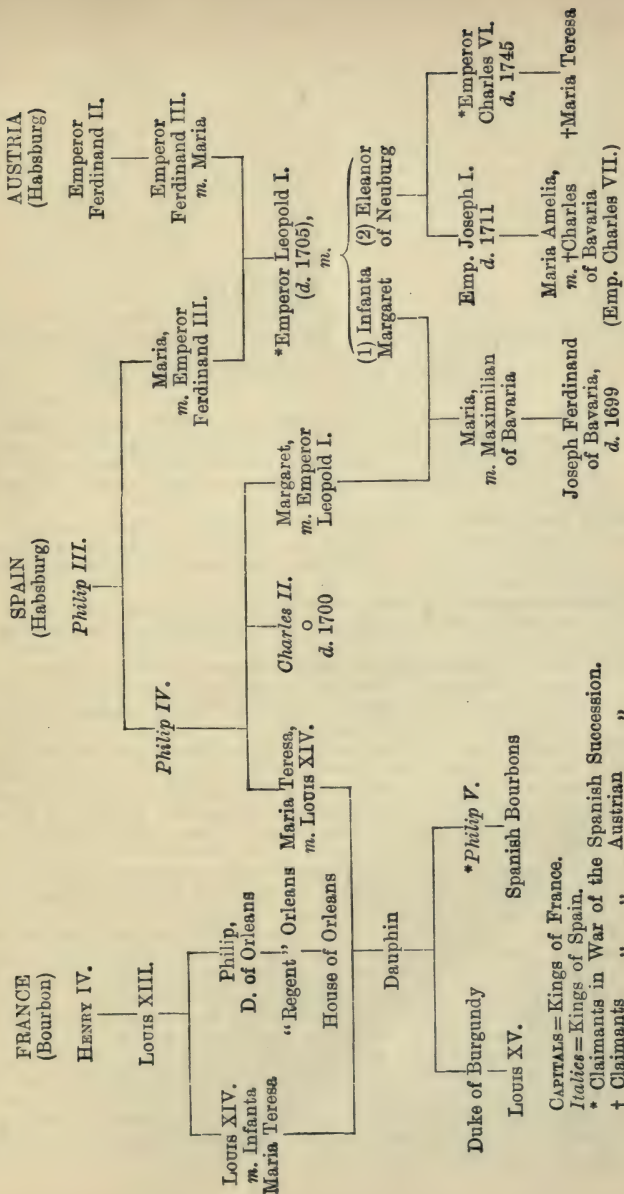 FRANCE
(Bourbon)
HENRY IV.
LOUIS XIII.
LOUIS XIV.
m. Infanta
Maria Teresa
Philip,
D. of Orleans
"Regent" Orleans
House of Orleans
Dauphin
Duke of Burgundy
LOUIS XV.
*Philip V.
Spanish Bourbons
SPAIN
(Habsburg)
Philip III.
Philip IV.
Maria,
m. Emperor
Ferdinand III.
Maria Teresa,
m. LOUIS XIV.
Charles II.
O
d. 1700
Margaret,
m. Emperor
Leopold I.
AUSTRIA
(Habsburg)
Emperor
Ferdinand II.
Emperor
Ferdinand III.
m. Maria
*Emperor Leopold I.
(d. 1705),
m.
(1) Infanta
Margaret
(2) Eleanor
of Neuburg
Maria,
m. Maximilian
of Bavaria
Joseph Ferdinand
of Bavaria,
d. 1699
Emp. Joseph I.
d. 1711
Maria Amelia,
m. †Charles
of Bavaria
(Emp. Charles VII.)
*Emperor
Charles VI.
d. 1745
†Maria Teresa
CAPITALS=Kings of France.
Italics=Kings of Spain.
* Claimants in War of the Spanish Succession.
† Claimants " " Austrian "